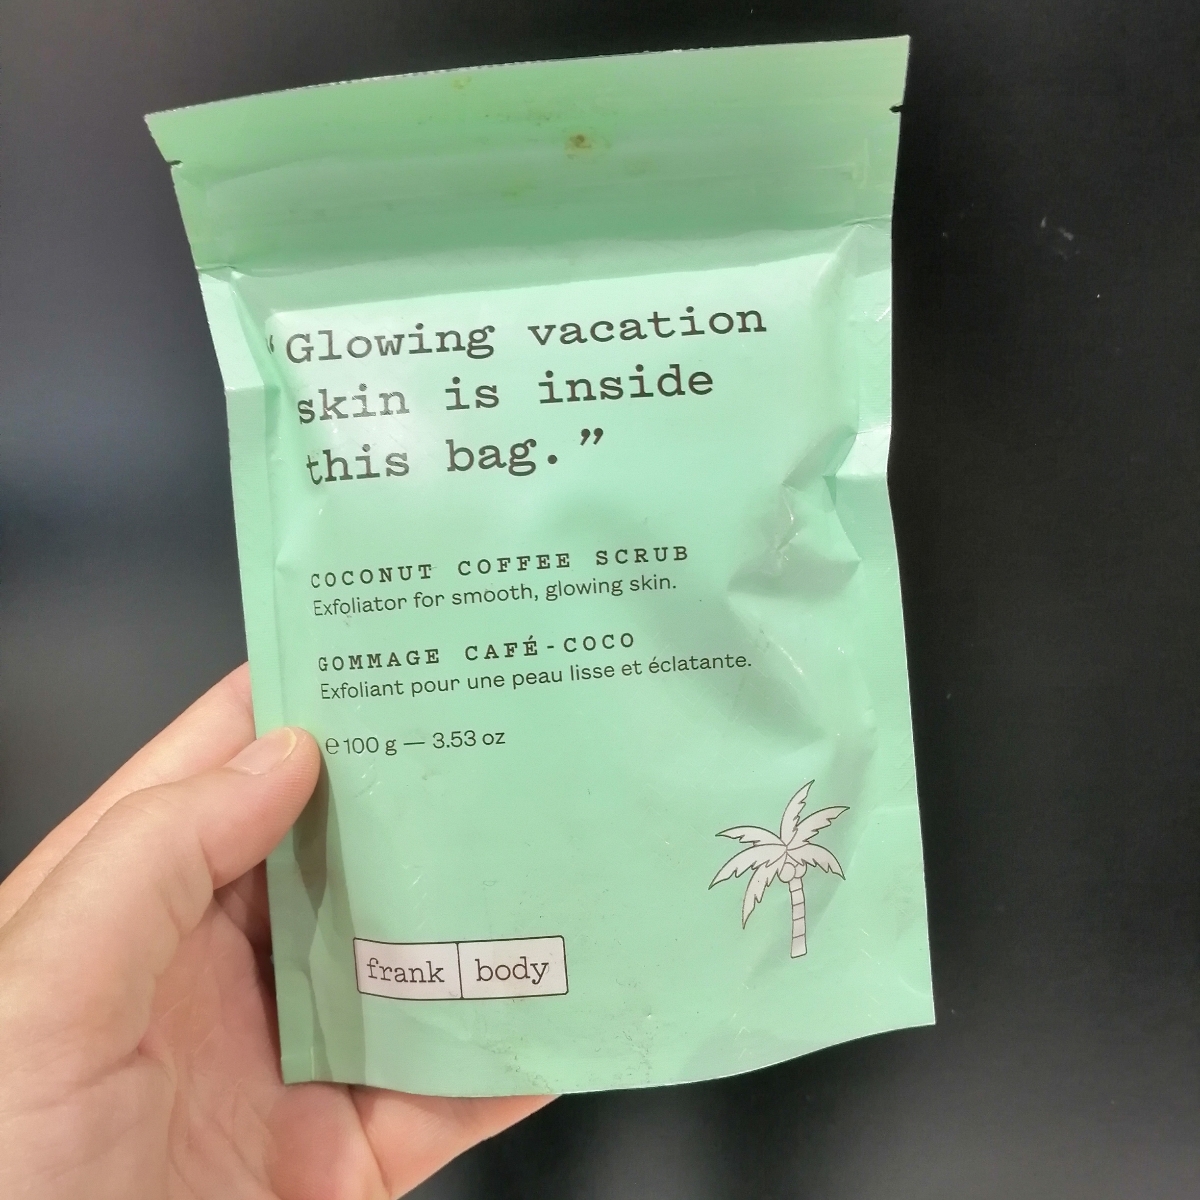 “Glowing vacation
skin is inside
this bag.”
COCONUT COFFEE SCRUB
Exfoliator for smooth, glowing skin.
GOMMAGE CAFÉ-COCO
Exfoliant pour une peau lisse et éclatante.
℮ 100 g — 3.53 oz
frank body